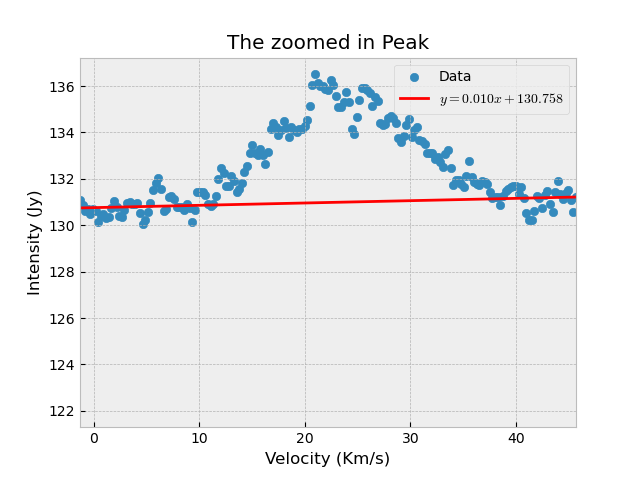 The zoomed in Peak
Data
y = 0.010x + 130.758
Intensity (Jy)
136
134
132
130
128
126
124
122
0 10 20 30 40
Velocity (Km/s)